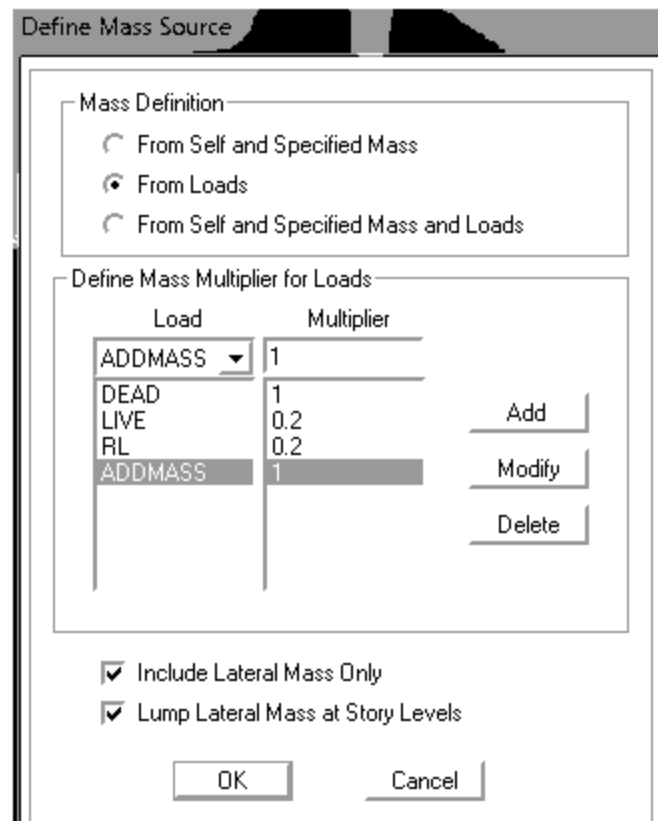 Define Mass Source
Mass Definition
From Self and Specified Mass
From Loads
From Self and Specified Mass and Loads
Define Mass Multiplier for Loads
Load Multiplier
ADDMASS 1
DEAD 1
LIVE 0.2
RL 0.2
ADDMASS 1
Add
Modify
Delete
Include Lateral Mass Only
Lump Lateral Mass at Story Levels
OK Cancel